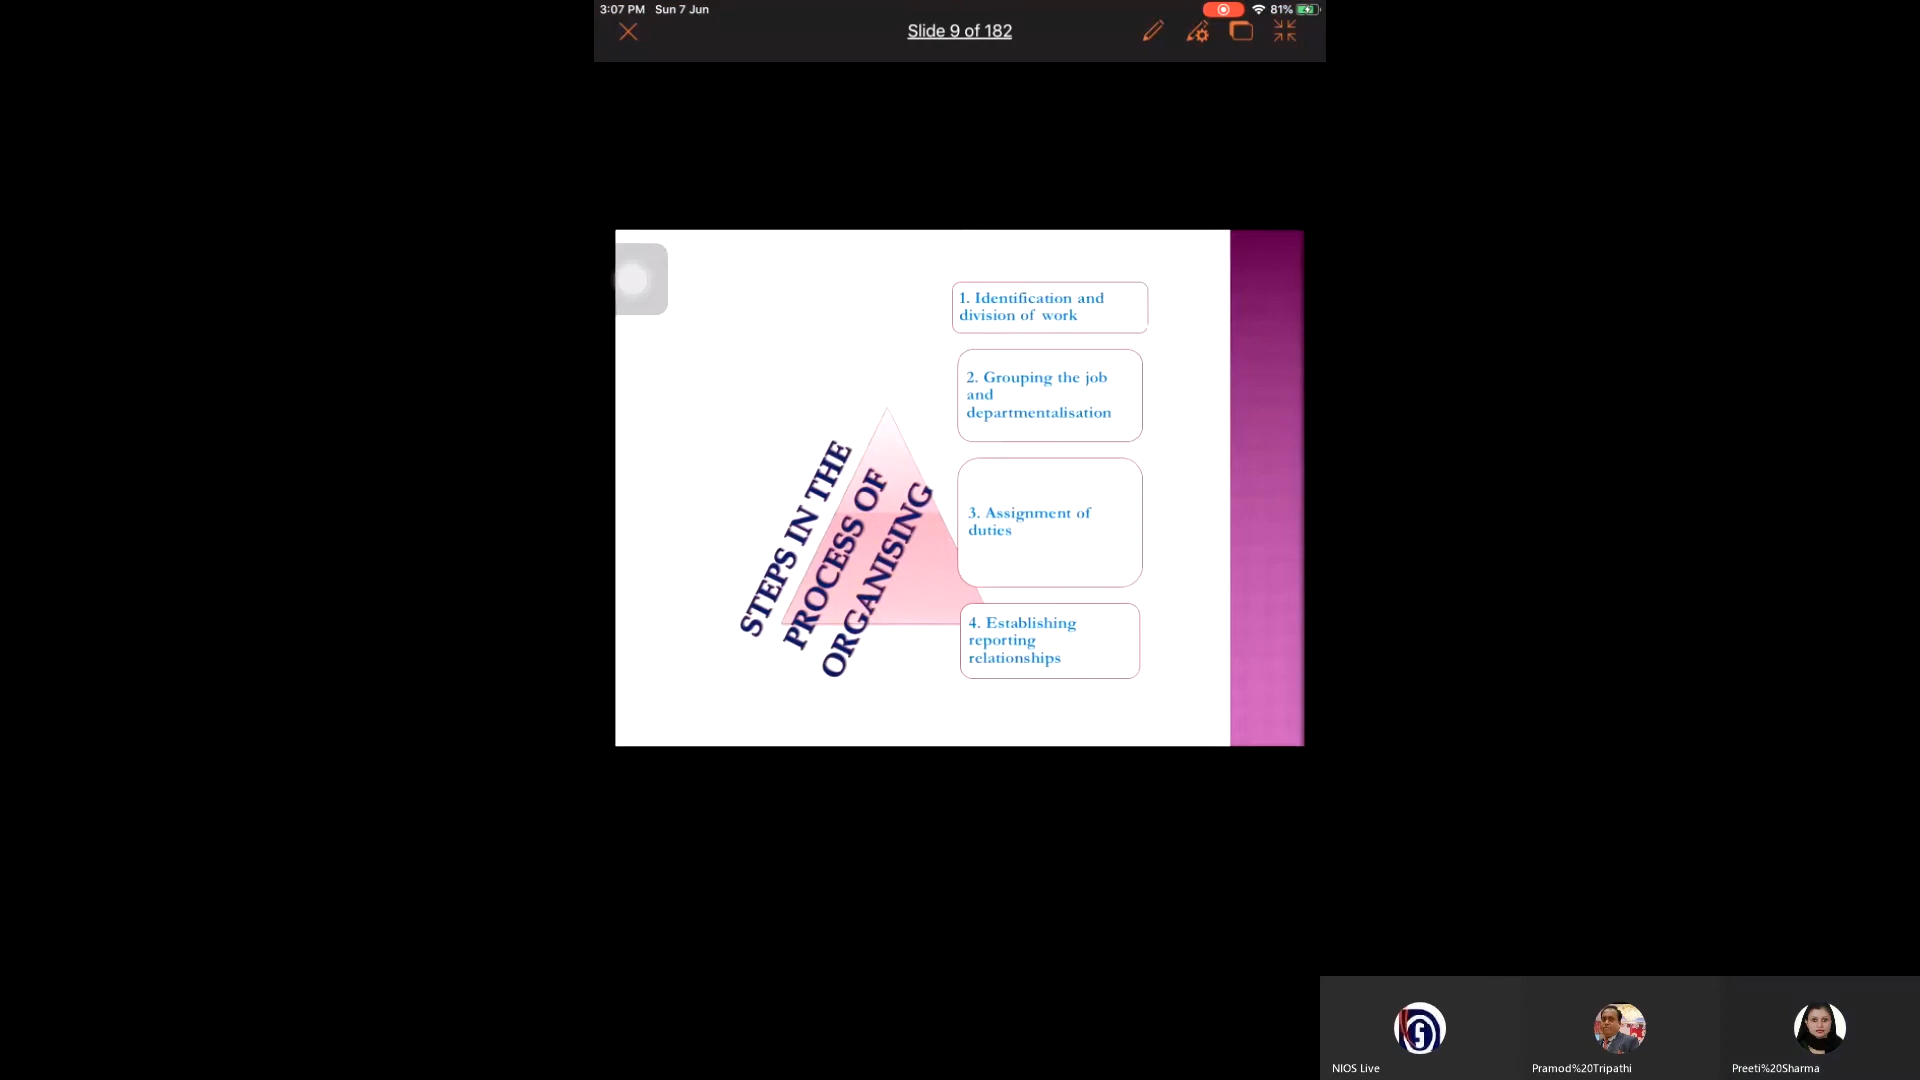 3:07 PM Sun 7 Jun
81%
Slide 9 of 182
1. Identification and
division of work
2. Grouping the job
and
departmentalisation
STEPS IN THE
PROCESS OF
ORGANISING
3. Assignment of
duties
4. Establishing
reporting
relationships
NIOS Live
Pramod%20Tripathi
Preeti%20Sharma